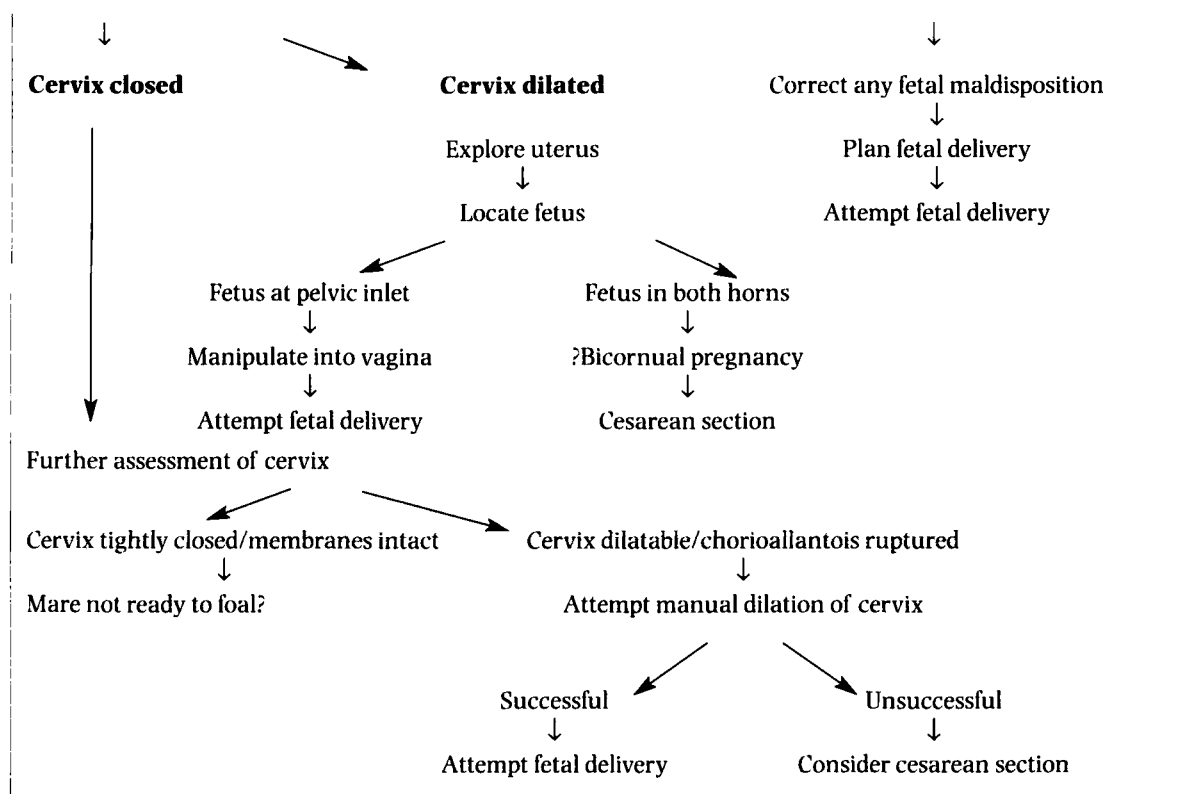 Cervix closed
Cervix dilated
Correct any fetal maldisposition
Explore uterus
Plan fetal delivery
Locate fetus
Attempt fetal delivery
Fetus at pelvic inlet
Fetus in both horns
Manipulate into vagina
?Bicornual pregnancy
Attempt fetal delivery
Cesarean section
Further assessment of cervix
Cervix tightly closed/membranes intact
Cervix dilatable/chorioallantois ruptured
Mare not ready to foal?
Attempt manual dilation of cervix
Successful
Unsuccessful
Attempt fetal delivery
Consider cesarean section